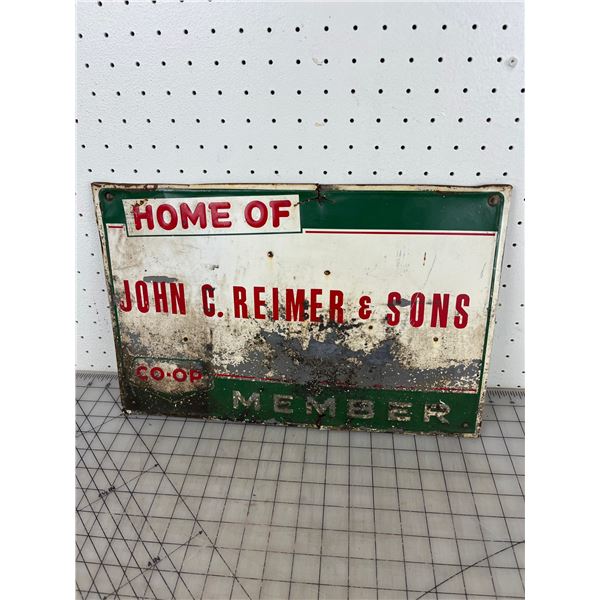 HOME OF
JOHN C. REIMER & SONS
CO-OP
MEMBER